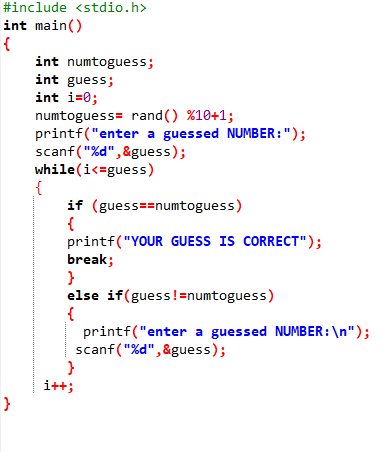 #include <stdio.h>
int main()
{
    int numtoguess;
    int guess;
    int i=0;
    numtoguess= rand() %10+1;
    printf("enter a guessed NUMBER:");
    scanf("%d",&guess);
    while(i<=guess)
    {
        if (guess==numtoguess)
        {
        printf("YOUR GUESS IS CORRECT");
        break;
        }
        else if(guess!=numtoguess)
        {
          printf("enter a guessed NUMBER:\n");
         scanf("%d",&guess);
        }
     i++;
}